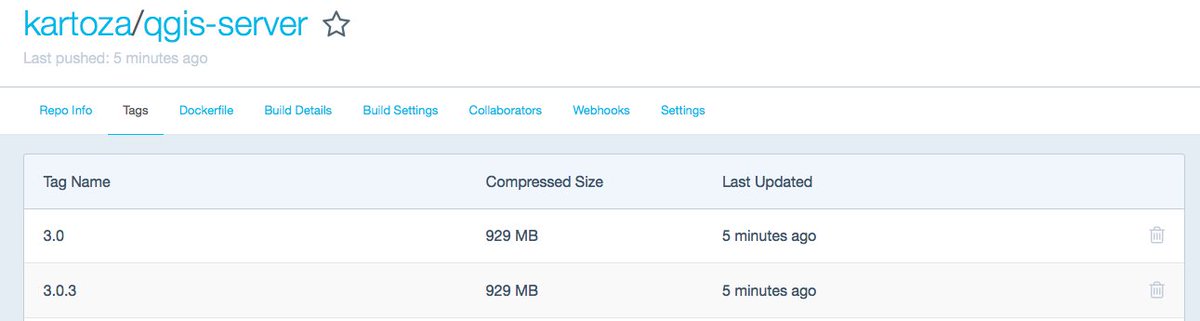 kartoza/qgis-server
Last pushed: 5 minutes ago
Repo Info Tags Dockerfile Build Details Build Settings Collaborators Webhooks Settings
Tag Name Compressed Size Last Updated
3.0 929 MB 5 minutes ago
3.0.3 929 MB 5 minutes ago